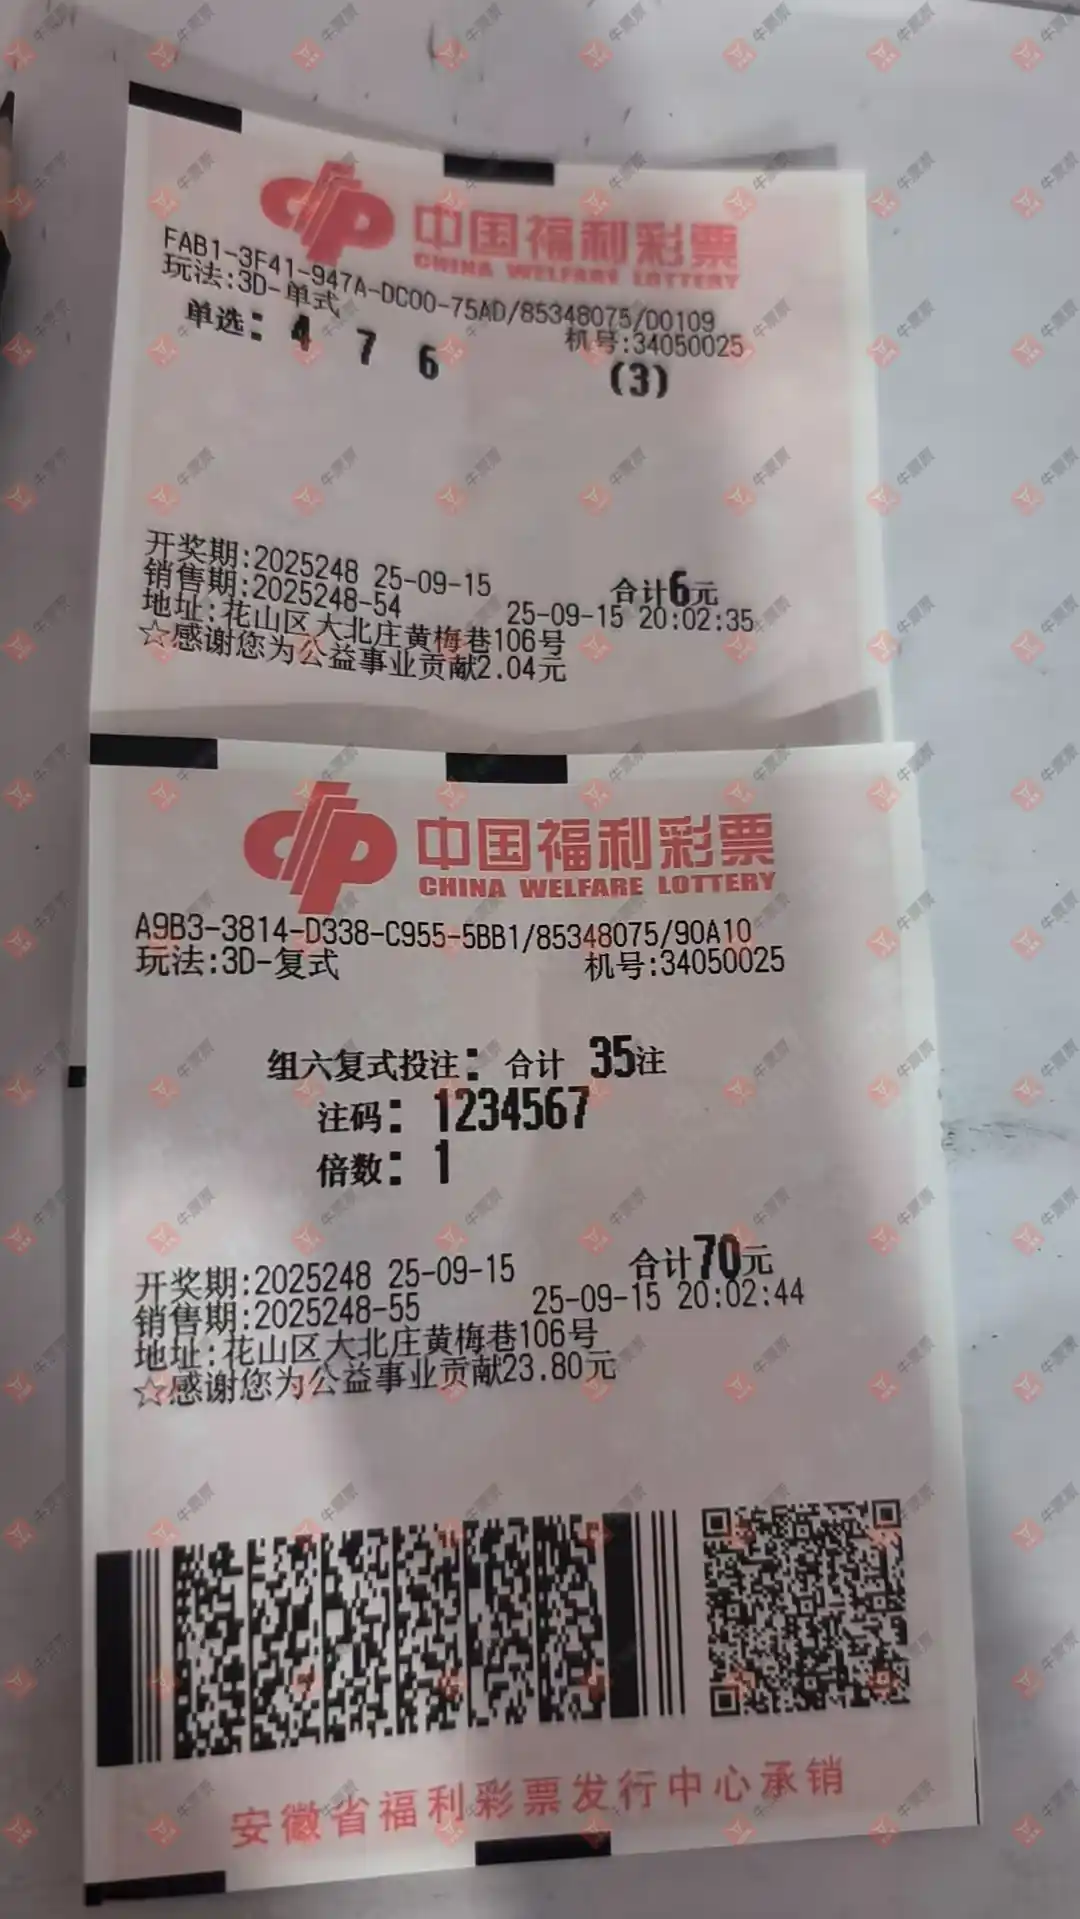 中国福利彩票
CHINA WELFARE LOTTERY
FAB1-3F41-947A-DC00-75AD/85348075/D0109
玩法:3D-单式 机号:34050025
单选: 4 7 6 (3)
开奖期:2025248 25-09-15 合计6元
销售期:2025248-54 25-09-15 20:02:35
地址:花山区大北庄黄梅巷106号
☆感谢您为公益事业贡献2.04元
中国福利彩票
CHINA WELFARE LOTTERY
A9B3-3814-D338-C955-5BB1/85348075/90A10
玩法:3D-复式 机号:34050025
组六复式投注: 合计 35注
注码: 1234567
倍数: 1
开奖期:2025248 25-09-15 合计70元
销售期:2025248-55 25-09-15 20:02:44
地址:花山区大北庄黄梅巷106号
☆感谢您为公益事业贡献23.80元
安徽省福利彩票发行中心承销
牛票票